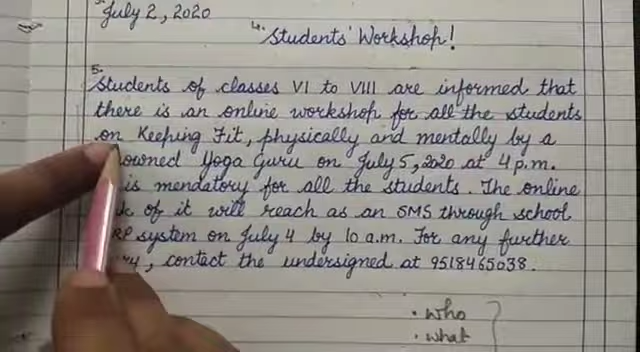 July 2, 2020
4. Students' Workshop!
5.
Students of classes VI to VIII are informed that
there is an online workshop for all the students
on Keeping Fit, physically and mentally by a
owned Yoga Guru on July 5, 2020 at 4 p.m.
is mandatory for all the students. The online
k of it will reach as an SMS through school
RP system on July 4 by 10 a.m. For any further
, contact the undersigned at 9518465038.
• who
• what